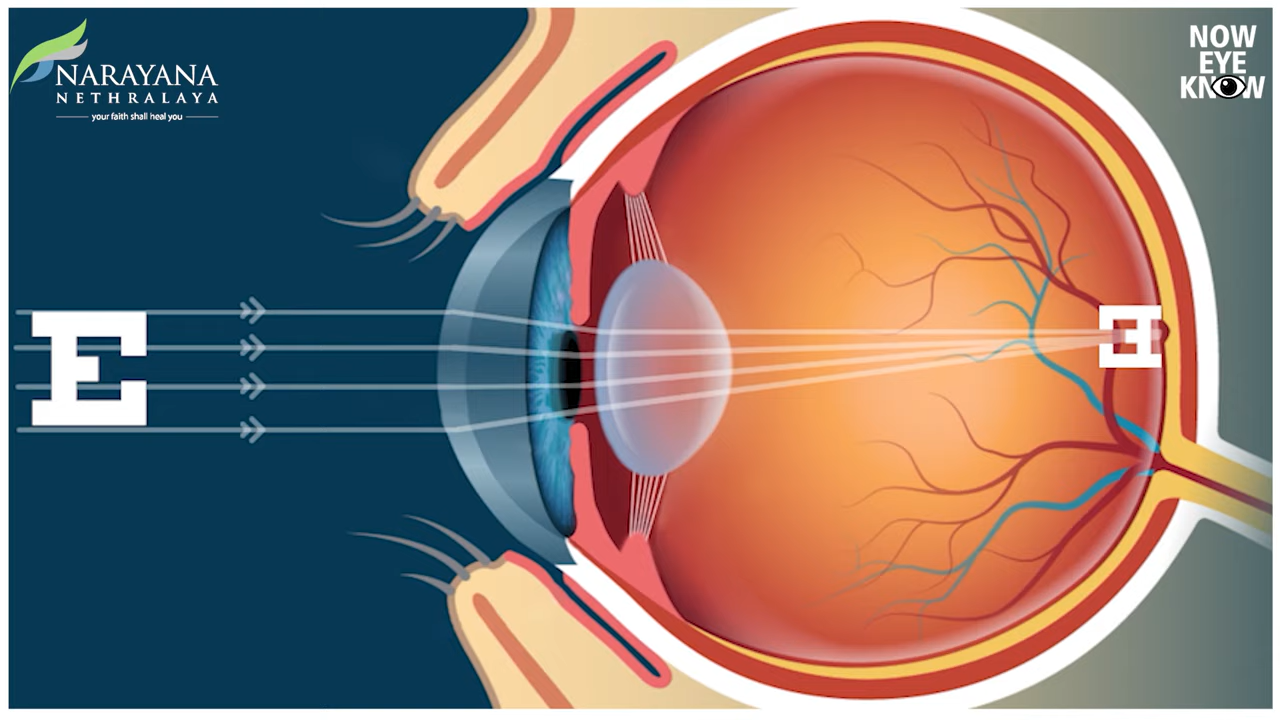 NARAYANA
NETHRALAYA
your faith shall heal you
NOW
EYE
KNOW
E
Ǝ